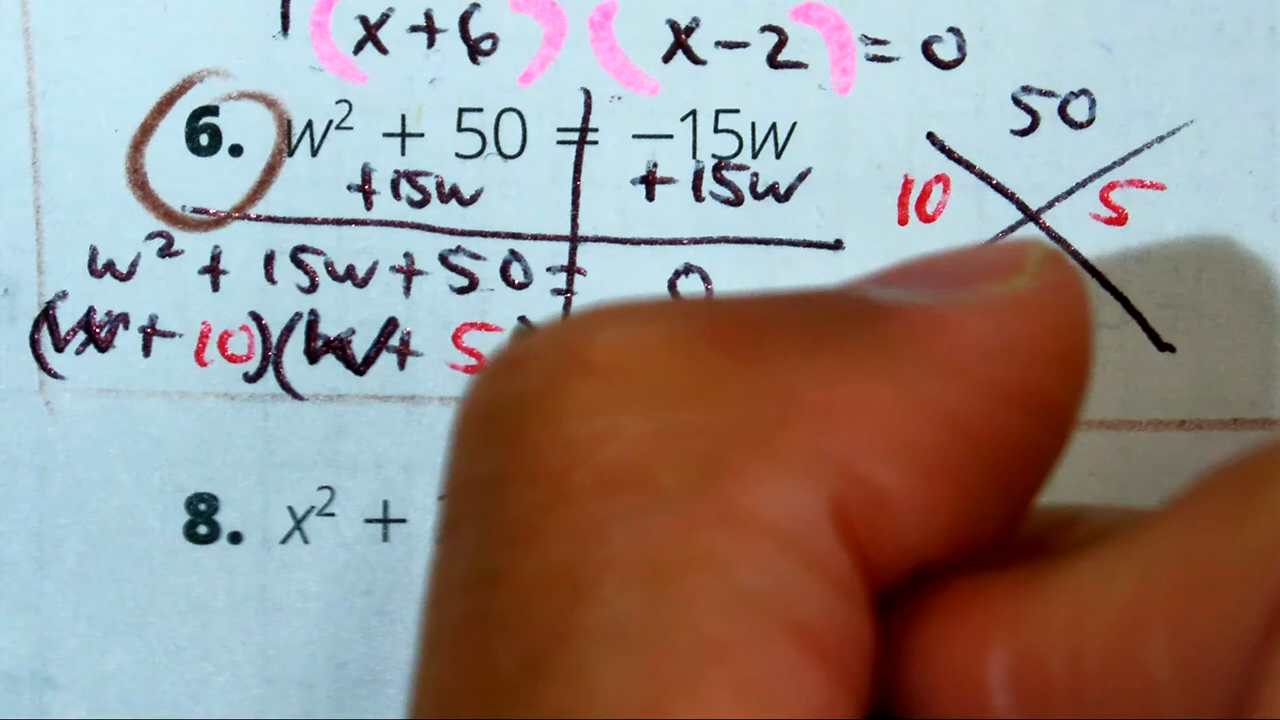 (x+6)(x-2)=0
6. w² + 50 = -15w
50
+15w +15w
10 5
w² + 15w + 50 = 0
(w + 10)(w + 5
8. x² +